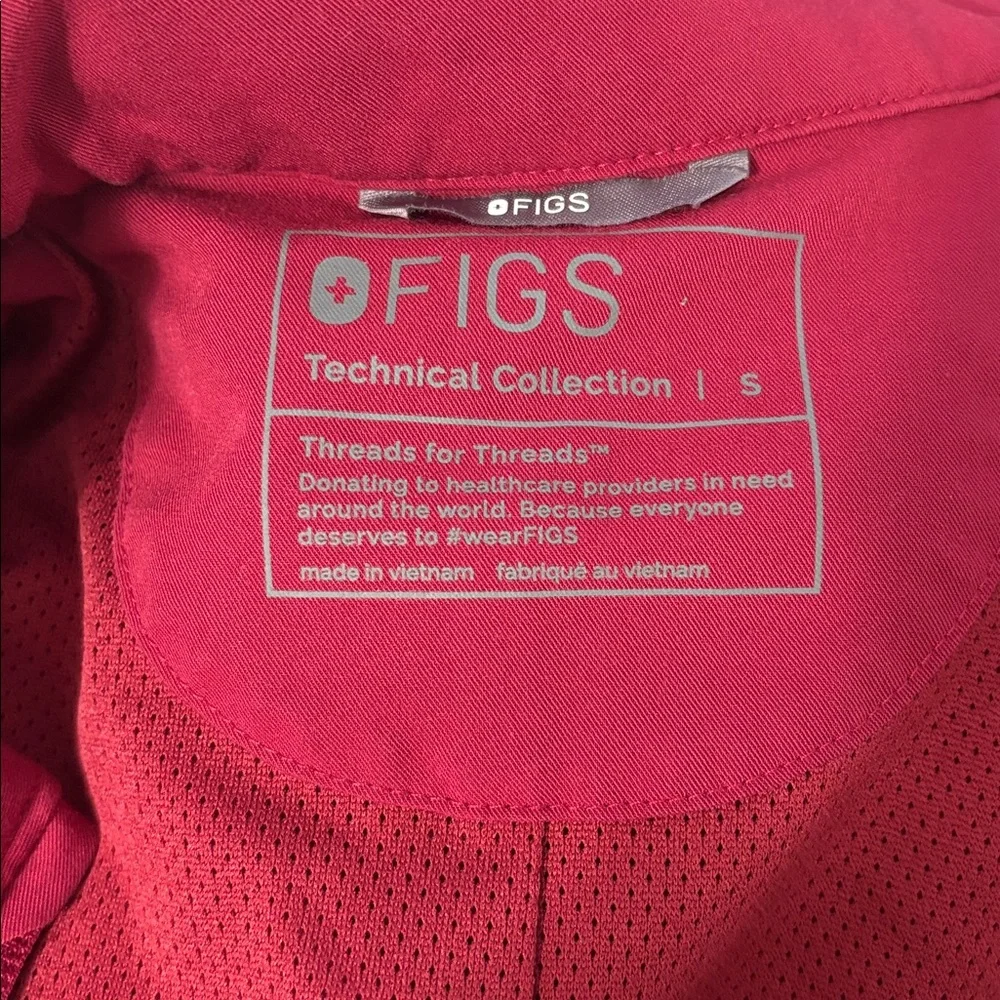 FIGS
FIGS
Technical Collection | S
Threads for Threads™
Donating to healthcare providers in need
around the world. Because everyone
deserves to #wearFIGS
made in vietnam fabriqué au vietnam